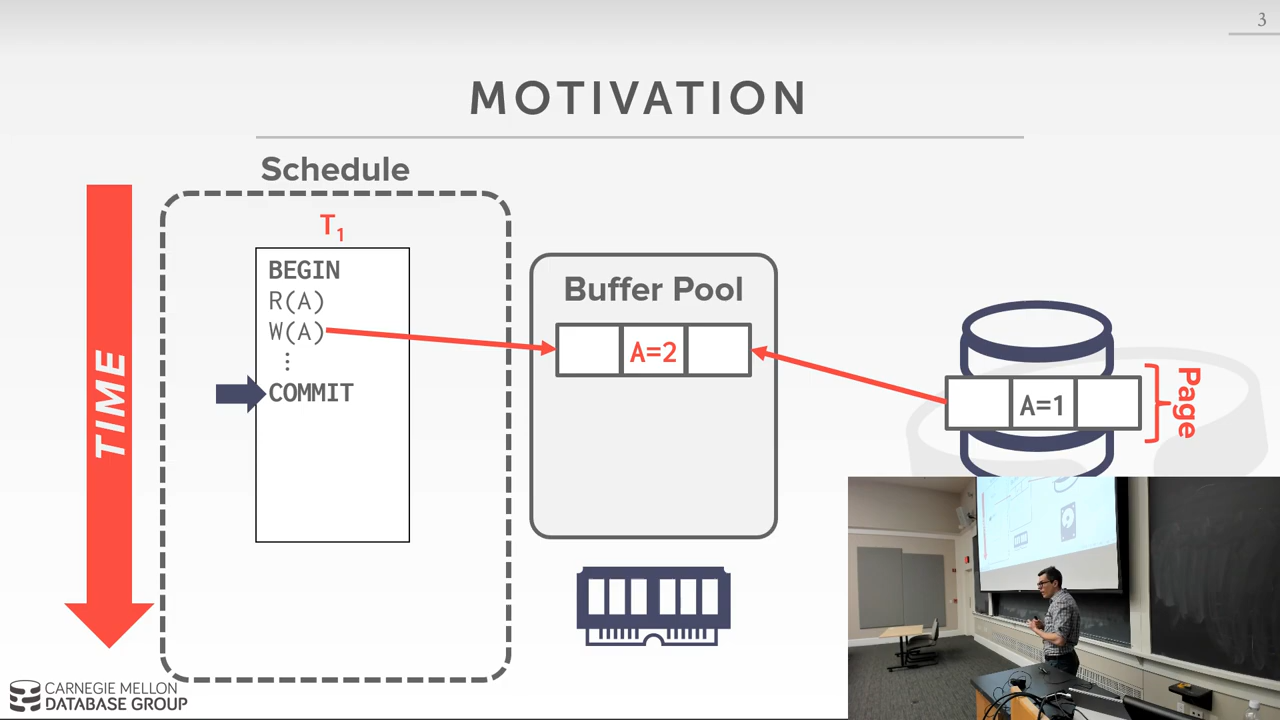 3
MOTIVATION
Schedule
TIME
T1
BEGIN
R(A)
W(A)
⋮
COMMIT
Buffer Pool
A=2
A=1
Page
CARNEGIE MELLON
DATABASE GROUP